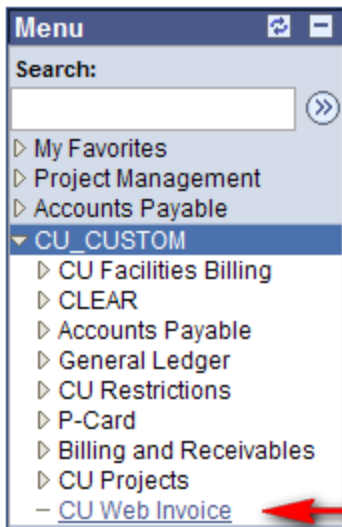 Menu
Search:
My Favorites
Project Management
Accounts Payable
CU_CUSTOM
CU Facilities Billing
CLEAR
Accounts Payable
General Ledger
CU Restrictions
P-Card
Billing and Receivables
CU Projects
CU Web Invoice